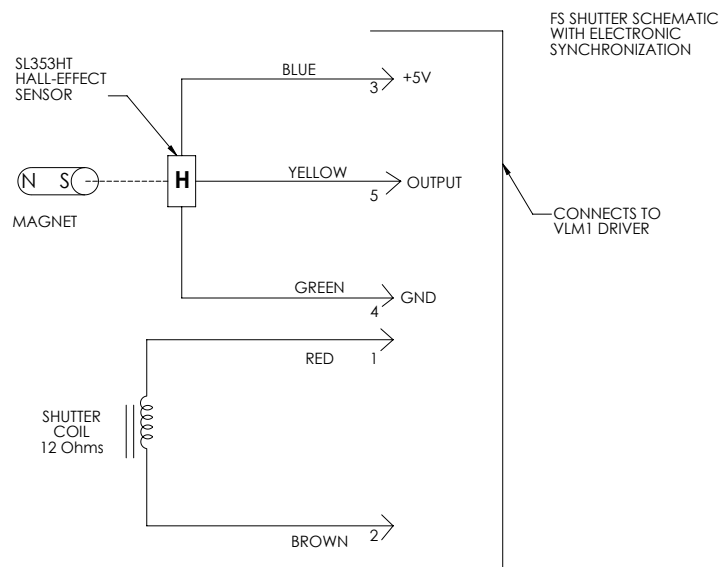 FS SHUTTER SCHEMATIC
WITH ELECTRONIC
SYNCHRONIZATION
SL353HT
HALL-EFFECT
SENSOR
BLUE
3
+5V
N S
H
YELLOW
5
OUTPUT
MAGNET
CONNECTS TO
VLM1 DRIVER
GREEN
4
GND
RED
1
SHUTTER
COIL
12 Ohms
BROWN
2